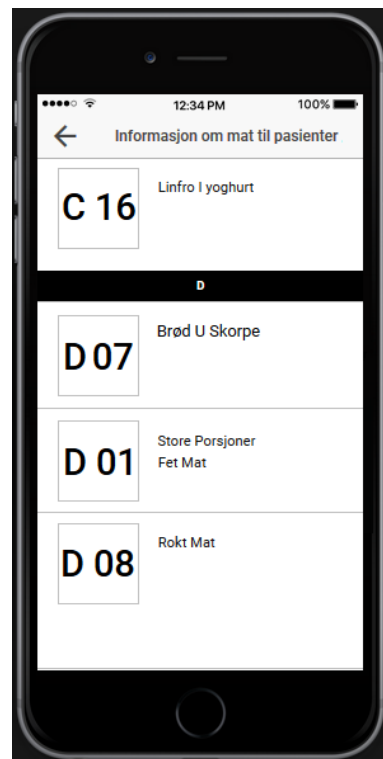 12:34 PM
100%
Informasjon om mat til pasienter
C 16
Linfro I yoghurt
D
D 07
Brød U Skorpe
D 01
Store Porsjoner
Fet Mat
D 08
Rokt Mat